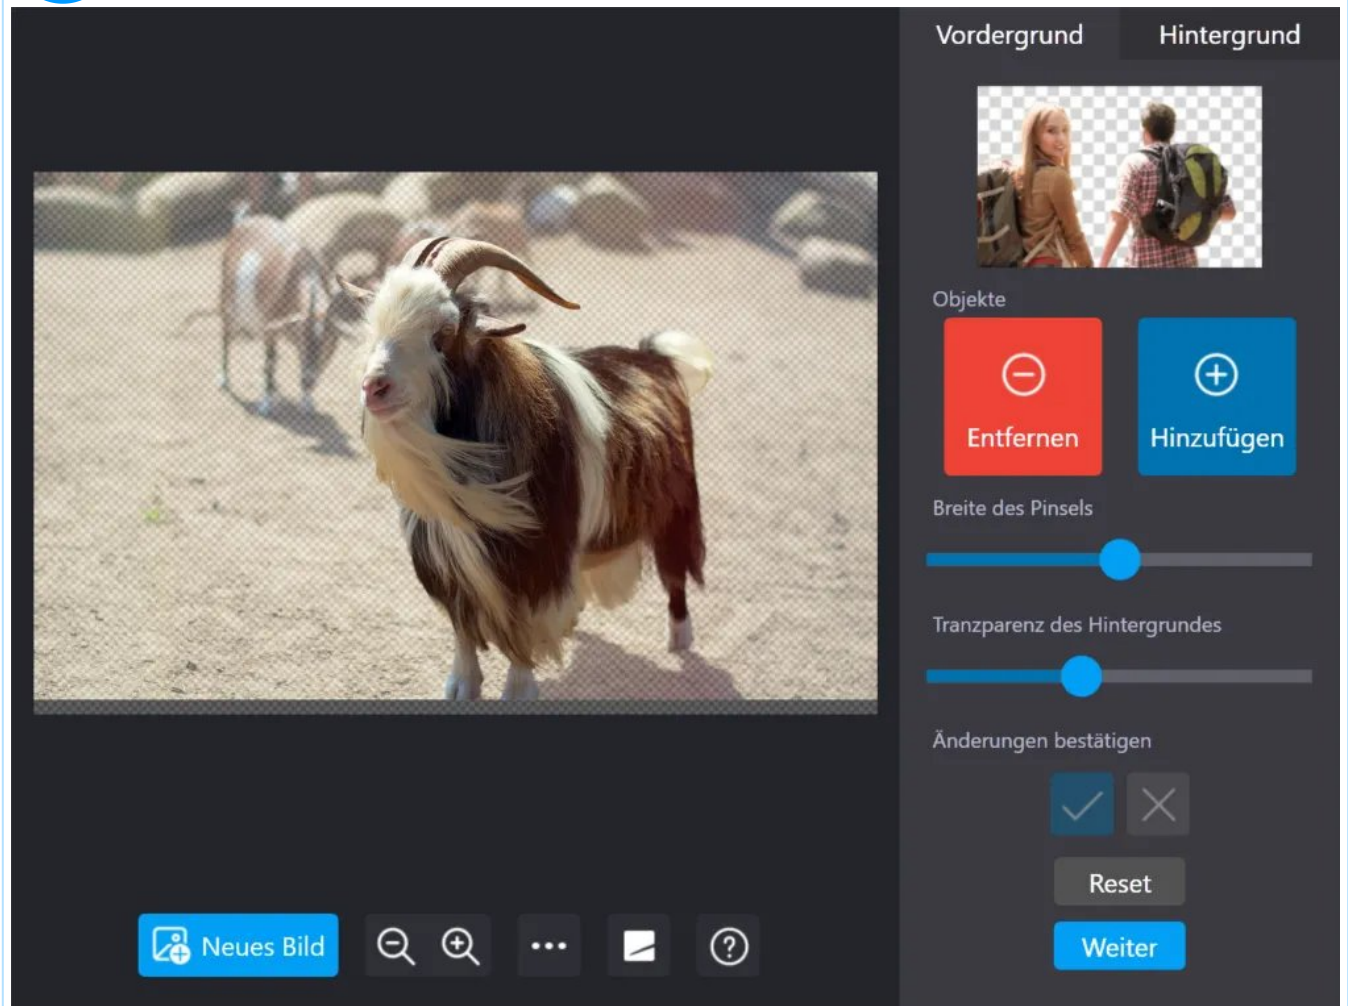 Vordergrund Hintergrund
Objekte
Entfernen Hinzufügen
Breite des Pinsels
Tranzparenz des Hintergrundes
Änderungen bestätigen
Reset
Neues Bild
Weiter